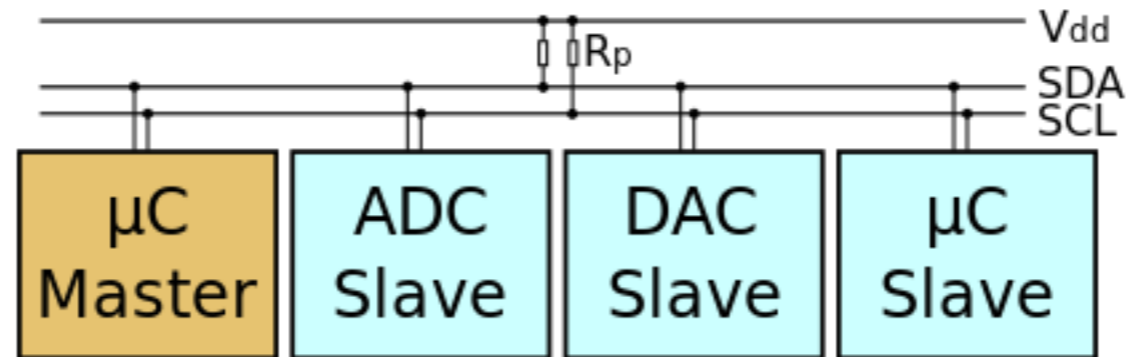 Vdd
Rp
SDA
SCL
µC
Master
ADC
Slave
DAC
Slave
µC
Slave